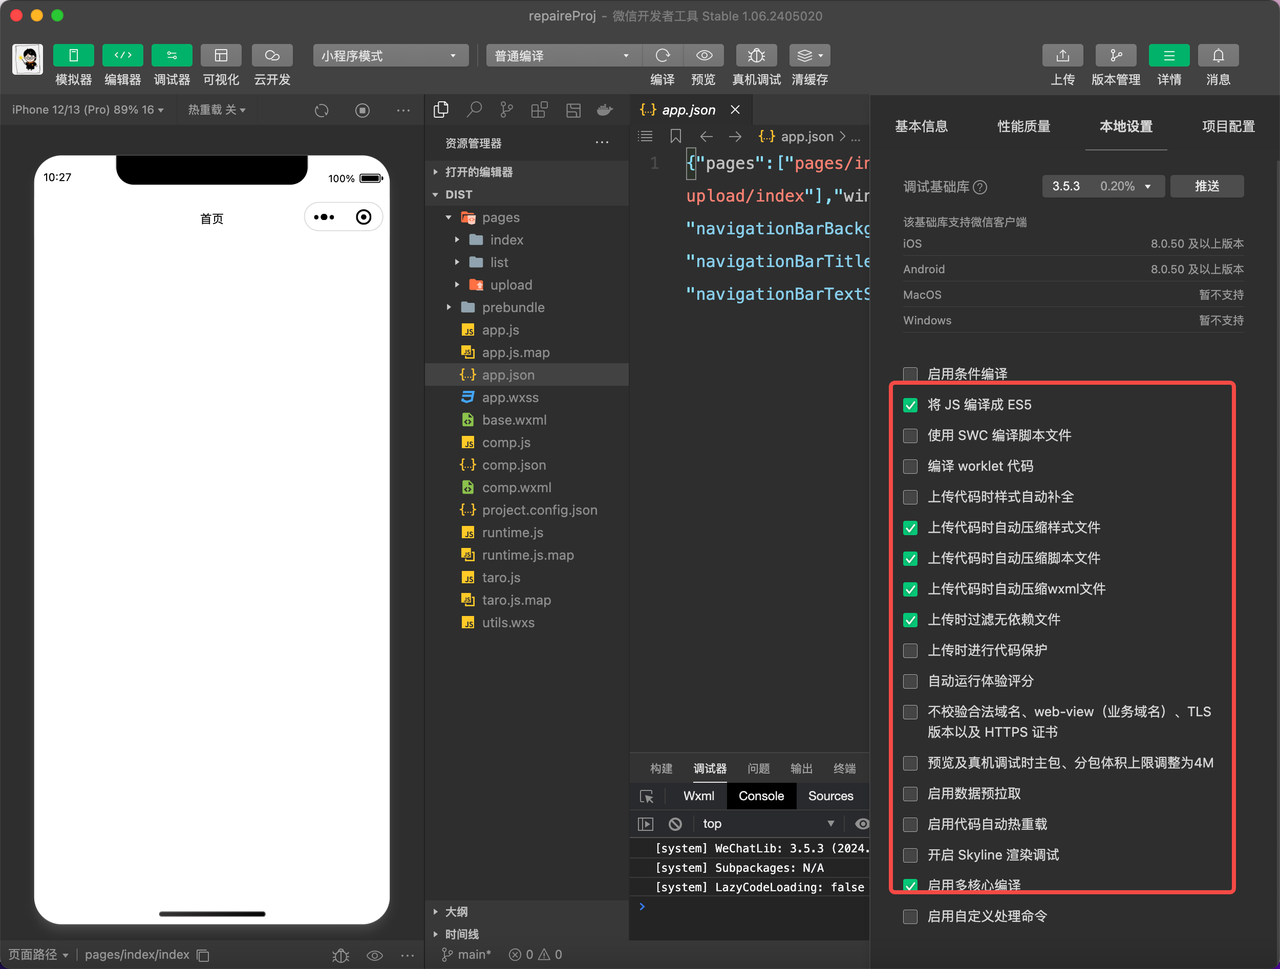 repaireProj - 微信开发者工具 Stable 1.06.2405020
小程序模式
普通编译
模拟器 编辑器 调试器 可视化 云开发
编译 预览 真机调试 清缓存
上传 版本管理 详情 消息
iPhone 12/13 (Pro) 89% 16
热重载 关
10:27
100%
首页
页面路径
pages/index/index
资源管理器
打开的编辑器
DIST
pages
index
list
upload
prebundle
app.js
app.js.map
app.json
app.wxss
base.wxml
comp.js
comp.json
comp.wxml
project.config.json
runtime.js
runtime.js.map
taro.js
taro.js.map
utils.wxs
大纲
时间线
main*
0
0
app.json
app.json > ...
1
{"pages":["pages/in
upload/index"],"win
"navigationBarBackg
"navigationBarTitle
"navigationBarTextS
构建 调试器 问题 输出 终端
Wxml Console Sources
top
[system] WeChatLib: 3.5.3 (2024.
[system] Subpackages: N/A
[system] LazyCodeLoading: false
基本信息 性能质量 本地设置 项目配置
调试基础库
3.5.3 0.20%
推送
该基础库支持微信客户端
iOS 8.0.50 及以上版本
Android 8.0.50 及以上版本
MacOS 暂不支持
Windows 暂不支持
启用条件编译
将 JS 编译成 ES5
使用 SWC 编译脚本文件
编译 worklet 代码
上传代码时样式自动补全
上传代码时自动压缩样式文件
上传代码时自动压缩脚本文件
上传代码时自动压缩wxml文件
上传时过滤无依赖文件
上传时进行代码保护
自动运行体验评分
不校验合法域名、web-view（业务域名）、TLS
版本以及 HTTPS 证书
预览及真机调试时主包、分包体积上限调整为4M
启用数据预拉取
启用代码自动热重载
开启 Skyline 渲染调试
启用多核心编译
启用自定义处理命令